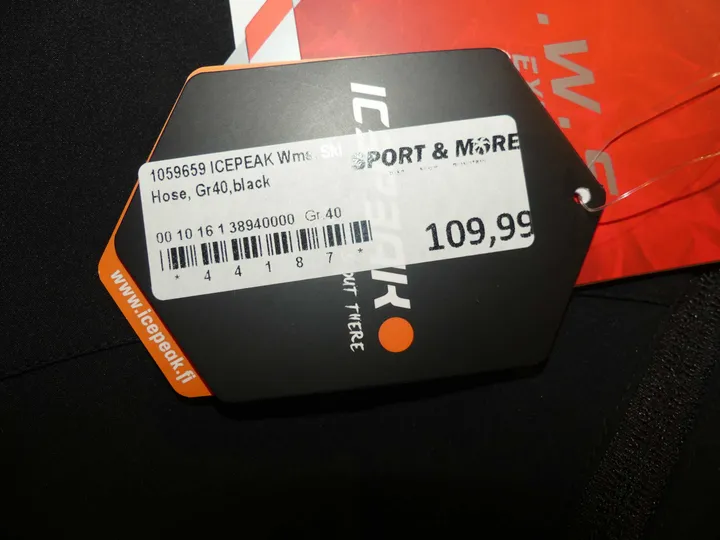 1059659 ICEPEAK Wms Ski
Hose, Gr40,black
SPORT & MORE
00 10 16 1 38940000 Gr.40
* 4 4 1 8 7 *
109,99
OUT THERE
www.icepeak.fi
.W.S